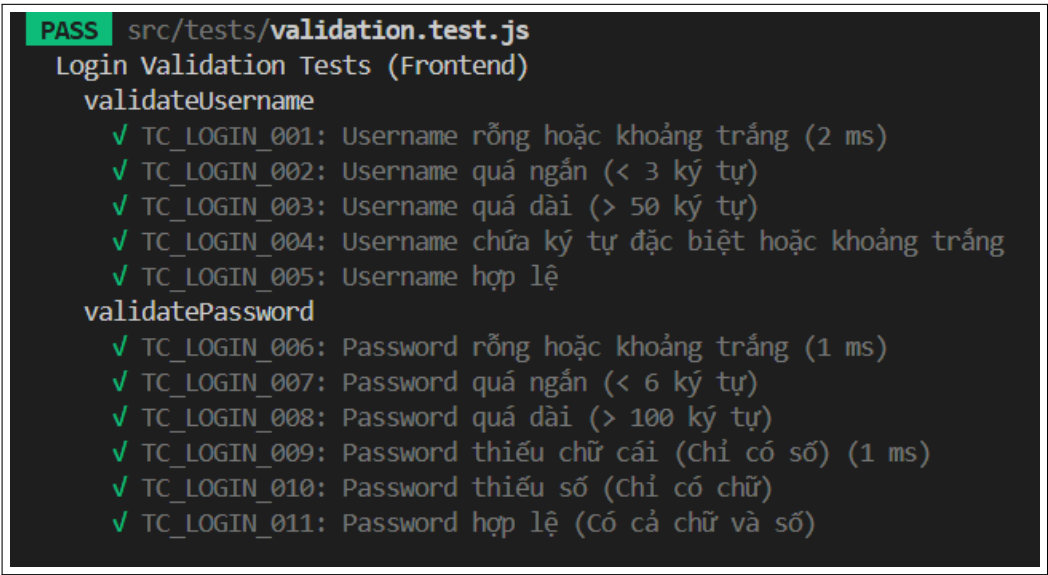 PASS src/tests/validation.test.js
Login Validation Tests (Frontend)
validateUsername
√ TC_LOGIN_001: Username rỗng hoặc khoảng trắng (2 ms)
√ TC_LOGIN_002: Username quá ngắn (< 3 ký tự)
√ TC_LOGIN_003: Username quá dài (> 50 ký tự)
√ TC_LOGIN_004: Username chứa ký tự đặc biệt hoặc khoảng trắng
√ TC_LOGIN_005: Username hợp lệ
validatePassword
√ TC_LOGIN_006: Password rỗng hoặc khoảng trắng (1 ms)
√ TC_LOGIN_007: Password quá ngắn (< 6 ký tự)
√ TC_LOGIN_008: Password quá dài (> 100 ký tự)
√ TC_LOGIN_009: Password thiếu chữ cái (Chỉ có số) (1 ms)
√ TC_LOGIN_010: Password thiếu số (Chỉ có chữ)
√ TC_LOGIN_011: Password hợp lệ (Có cả chữ và số)